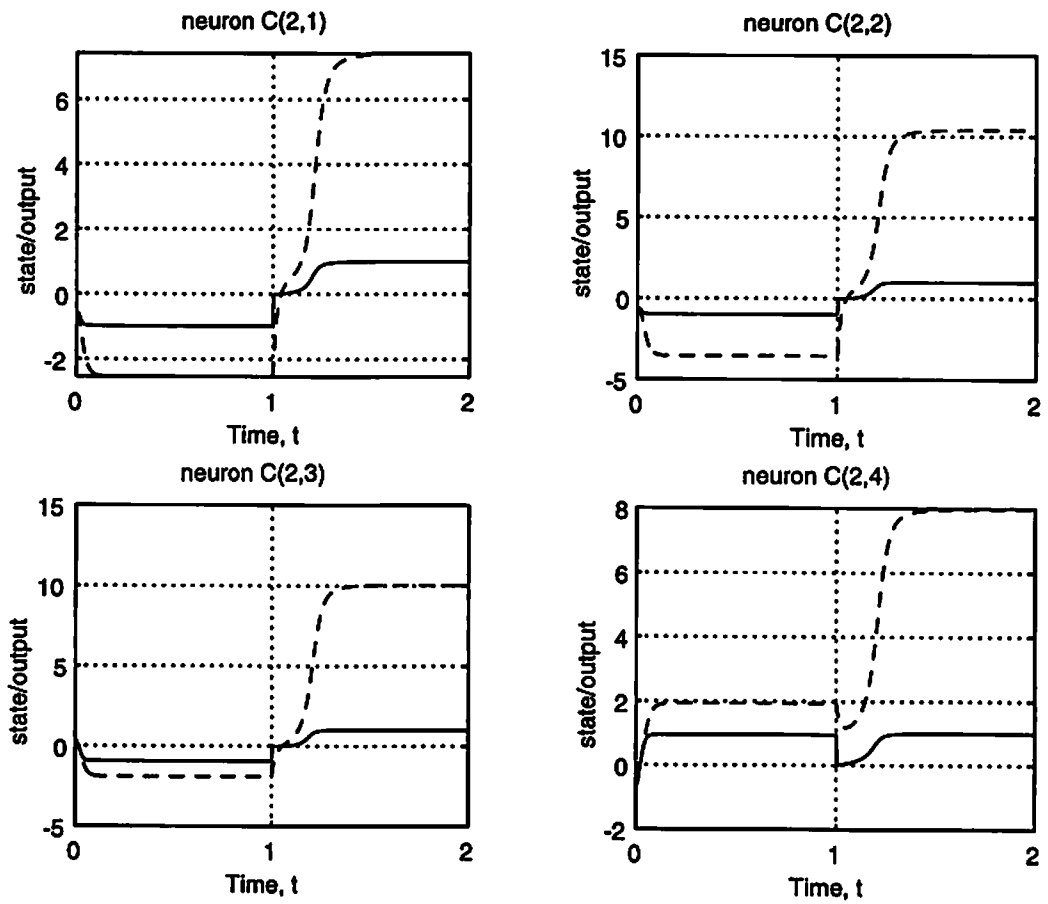 neuron C(2,1)
state/output
6
4
2
0
-2
0
1
2
Time, t
neuron C(2,2)
state/output
15
10
5
0
-5
0
1
2
Time, t
neuron C(2,3)
state/output
15
10
5
0
-5
0
1
2
Time, t
neuron C(2,4)
state/output
8
6
4
2
0
-2
0
1
2
Time, t